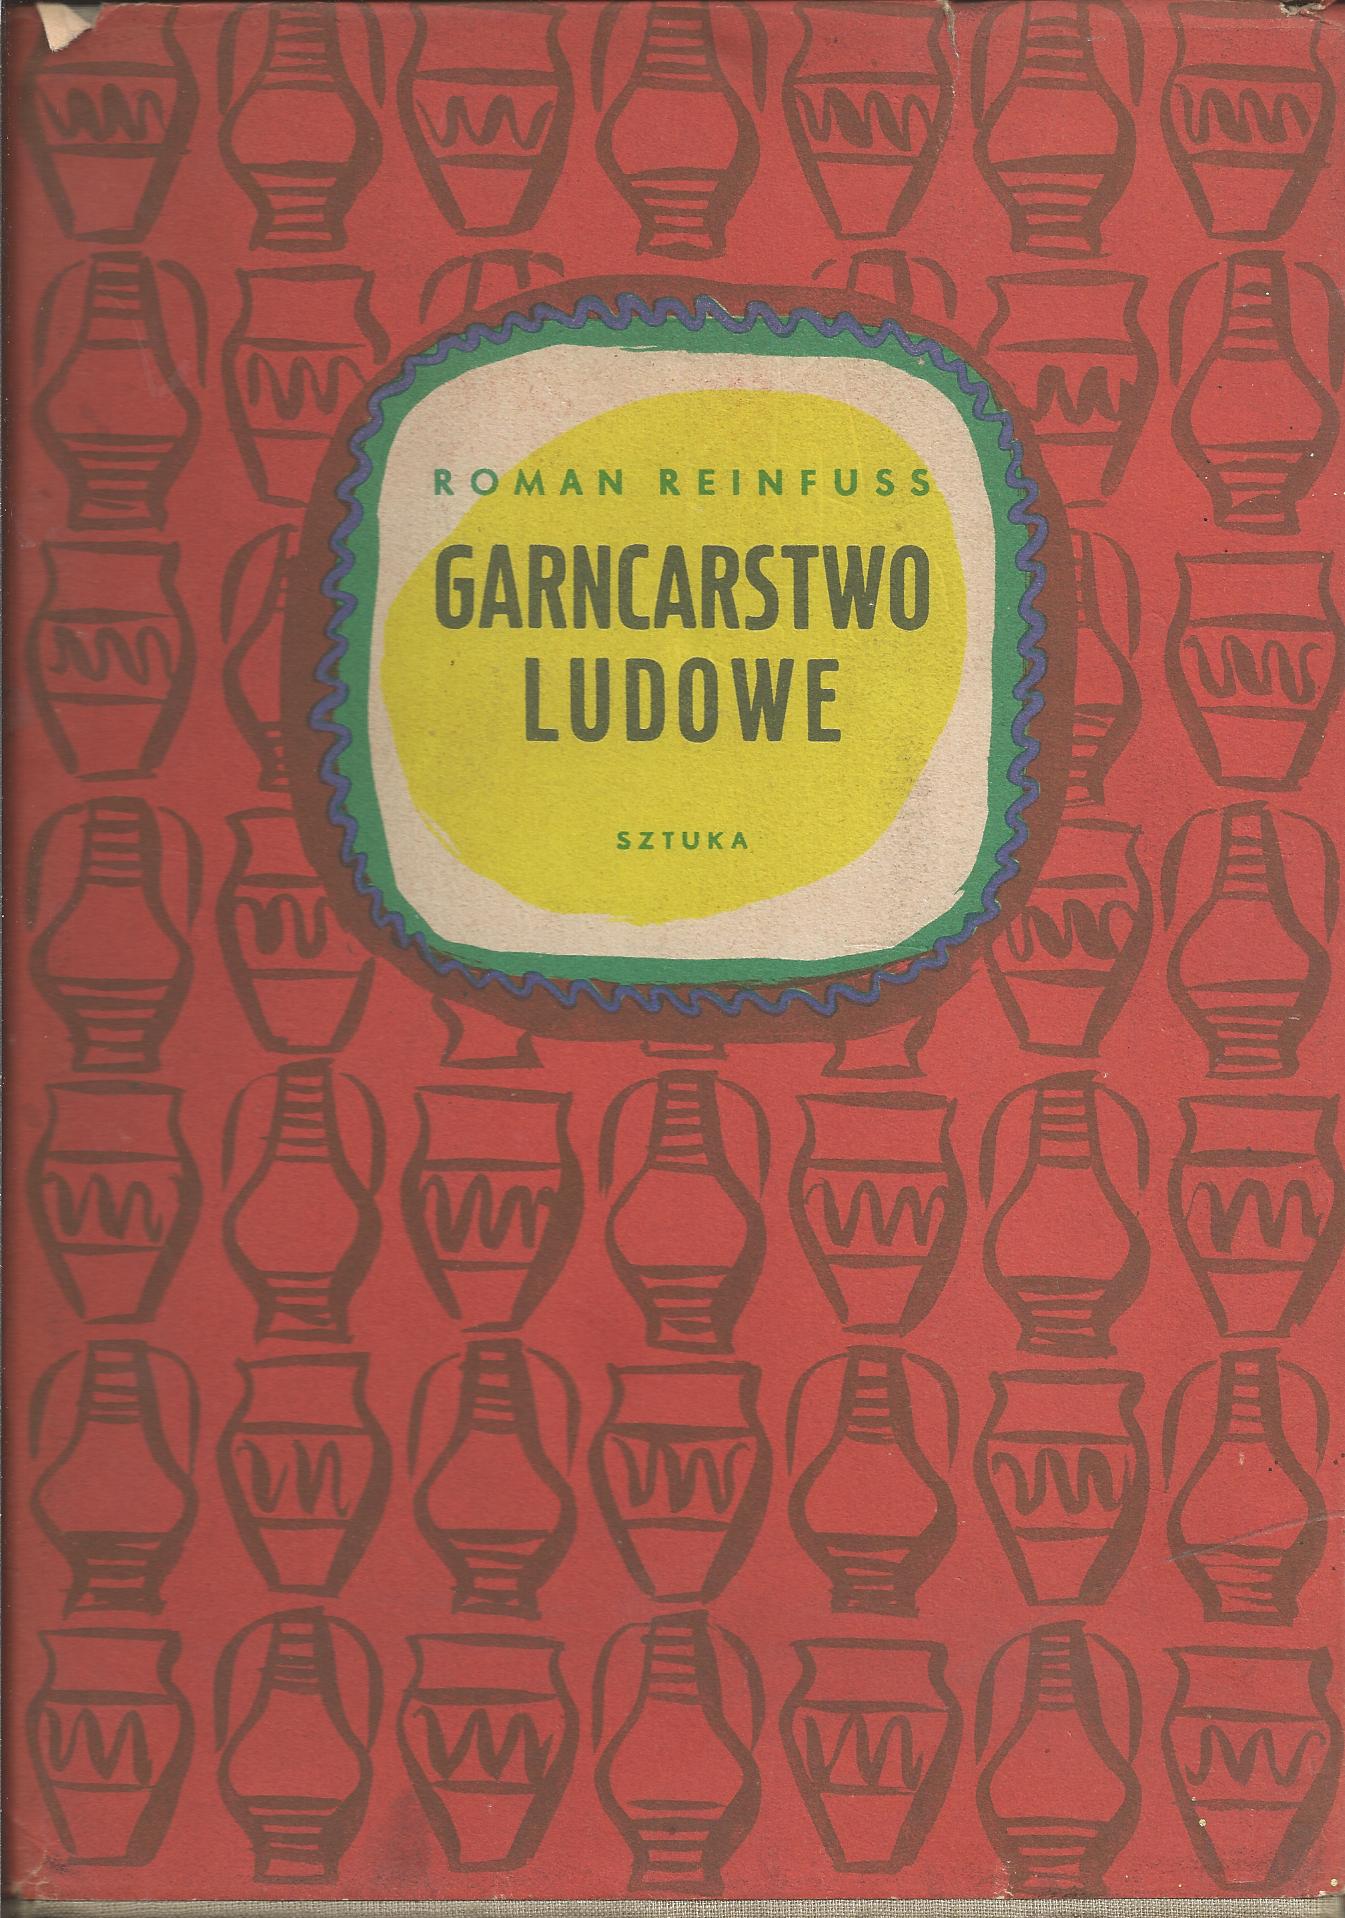 ROMAN REINFUSS
GARNCARSTWO
LUDOWE
SZTUKA